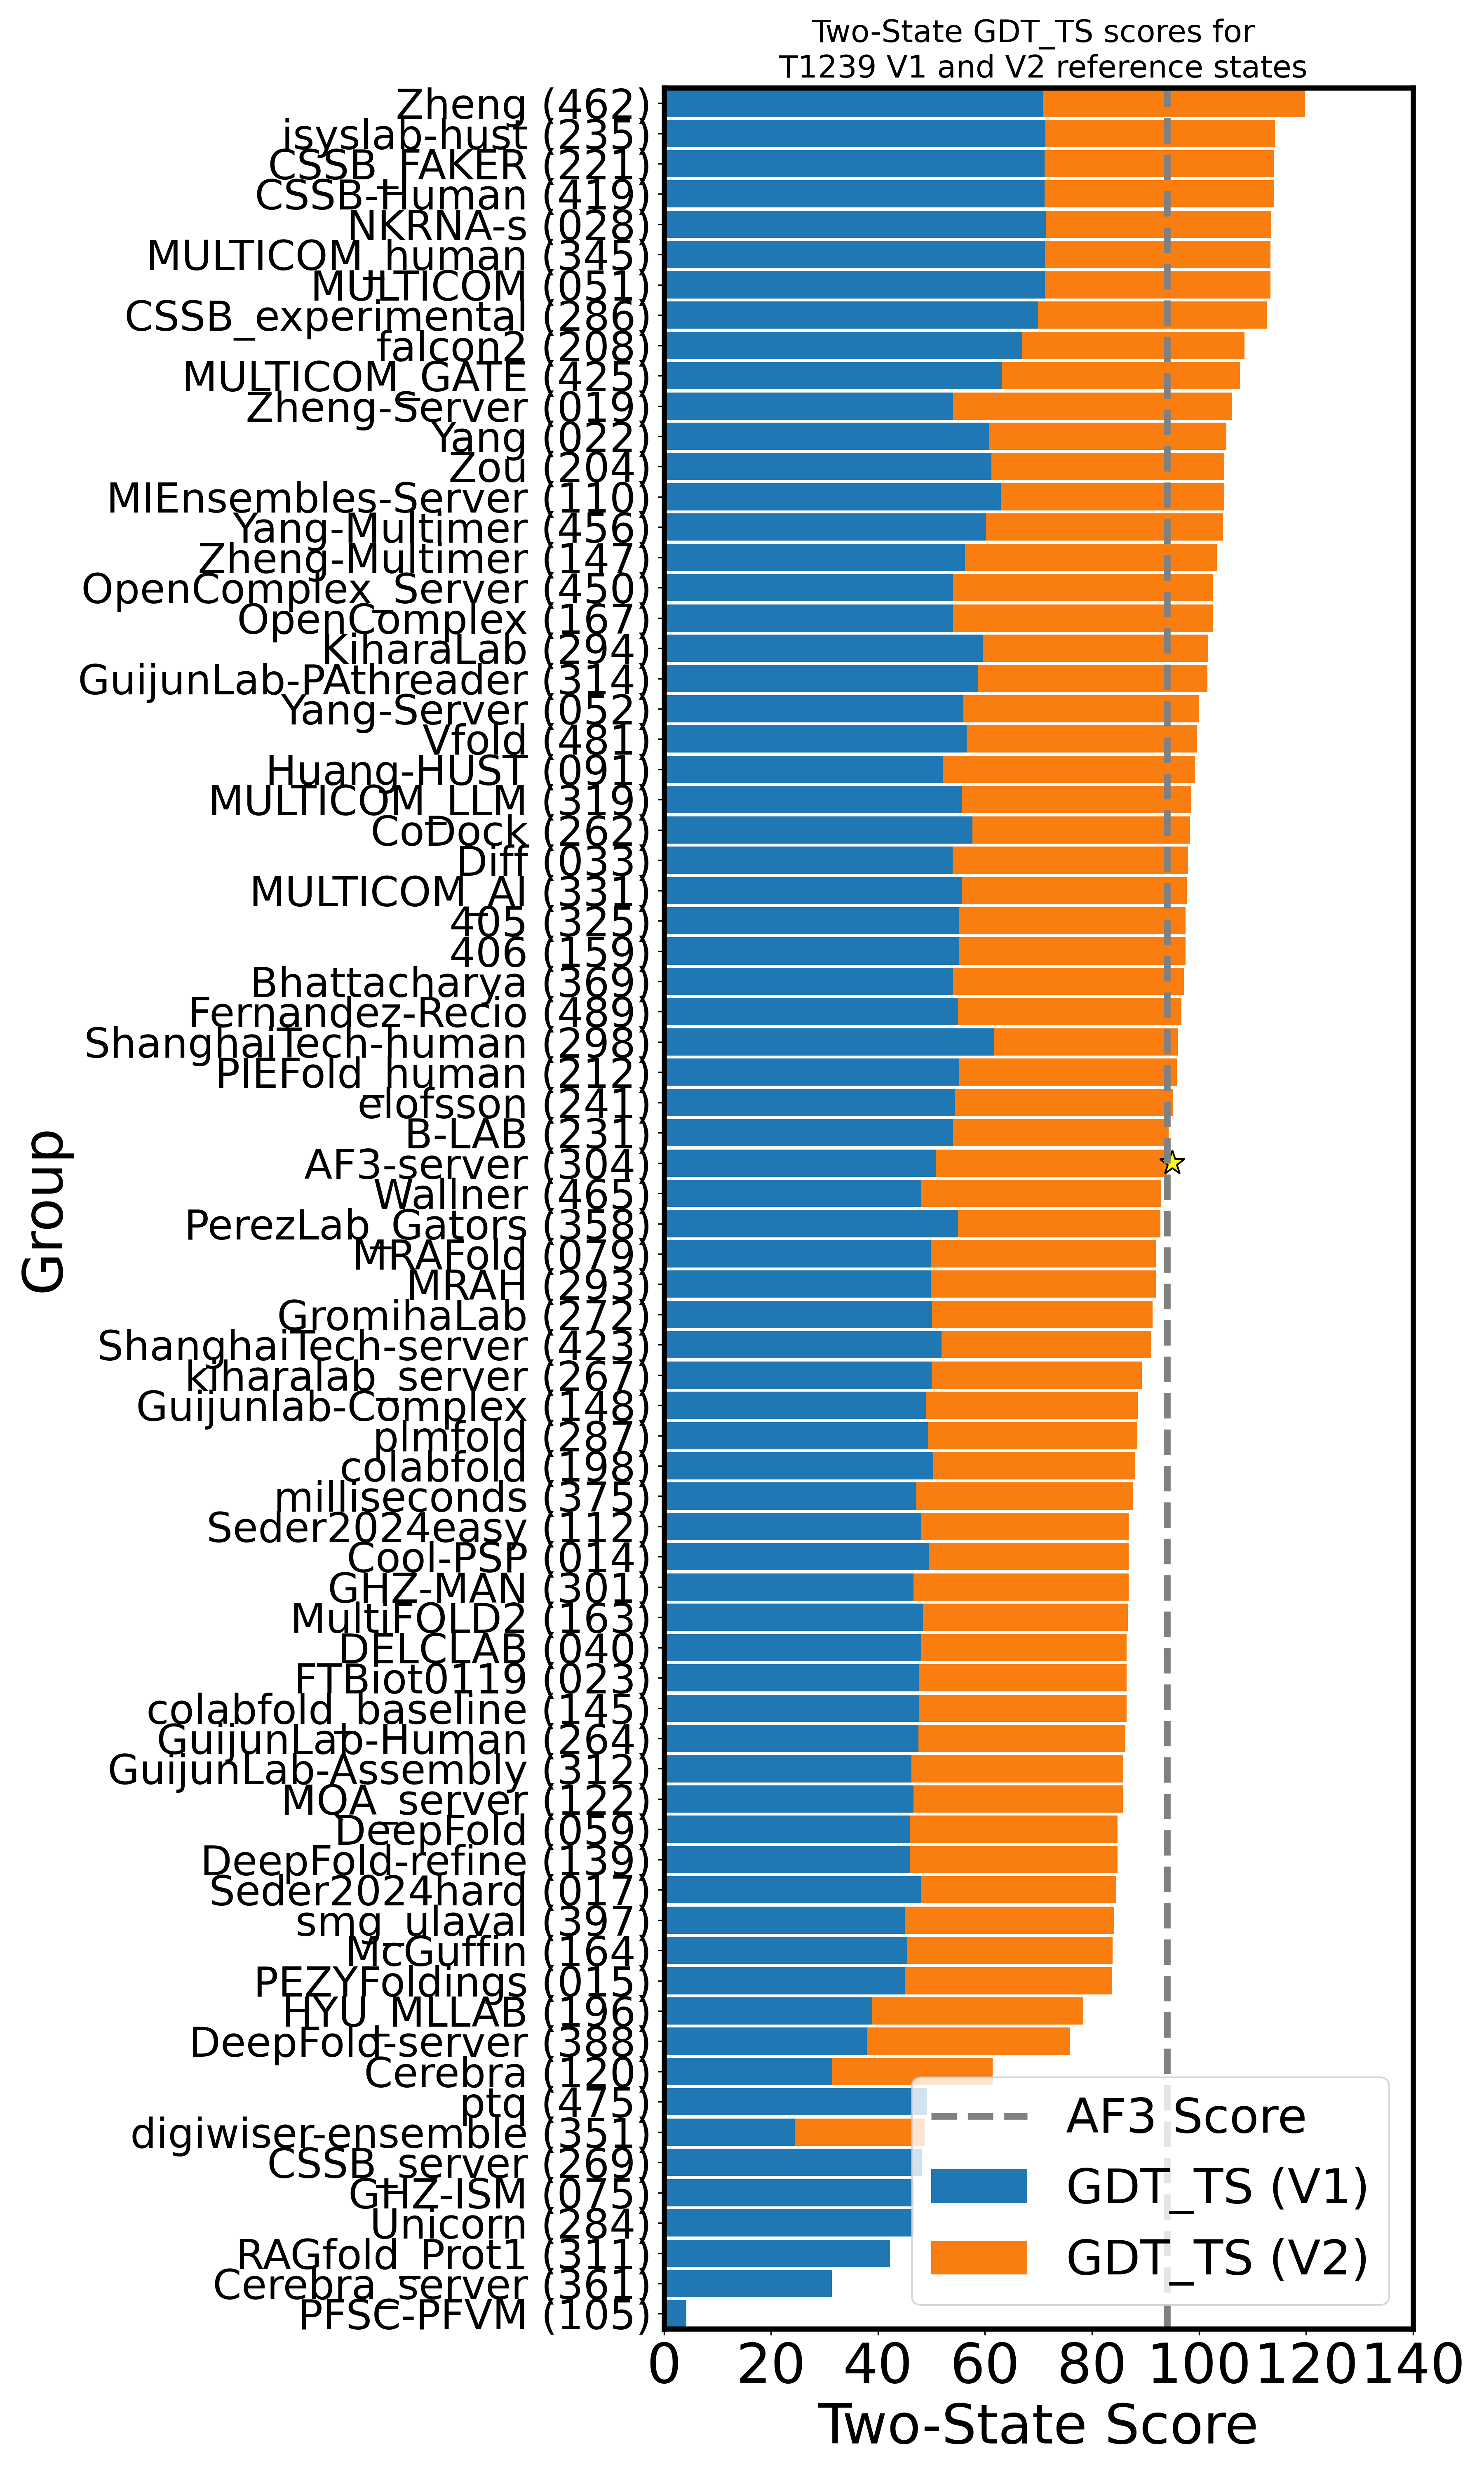 Two-State GDT_TS scores for
T1239 V1 and V2 reference states
Zheng (462)
isyslab-hust (235)
CSSB_FAKER (221)
CSSB-Human (419)
NKRNA-s (028)
MULTICOM_human (345)
MULTICOM (051)
CSSB_experimental (286)
falcon2 (208)
MULTICOM_GATE (425)
Zheng-Server (019)
Yang (022)
Zou (204)
MIEnsembles-Server (110)
Yang-Multimer (456)
Zheng-Multimer (147)
OpenComplex_Server (450)
OpenComplex (167)
KiharaLab (294)
GuijunLab-PAthreader (314)
Yang-Server (052)
Vfold (481)
Huang-HUST (091)
MULTICOM_LLM (319)
CoDock (262)
Diff (033)
MULTICOM_AI (331)
405 (325)
406 (159)
Bhattacharya (369)
Fernandez-Recio (489)
ShanghaiTech-human (298)
PIEFold_human (212)
elofsson (241)
B-LAB (231)
AF3-server (304)
Wallner (465)
PerezLab_Gators (358)
MRAFold (079)
MRAH (293)
GromihaLab (272)
ShanghaiTech-server (423)
kiharalab_server (267)
Guijunlab-Complex (148)
plmfold (287)
colabfold (198)
milliseconds (375)
Seder2024easy (112)
Cool-PSP (014)
GHZ-MAN (301)
MultiFOLD2 (163)
DELCLAB (040)
FTBiot0119 (023)
colabfold_baseline (145)
GuijunLab-Human (264)
GuijunLab-Assembly (312)
MQA_server (122)
DeepFold (059)
DeepFold-refine (139)
Seder2024hard (017)
smg_ulaval (397)
McGuffin (164)
PEZYFoldings (015)
HYU_MLLAB (196)
DeepFold-server (388)
Cerebra (120)
ptq (475)
digiwiser-ensemble (351)
CSSB_server (269)
GHZ-ISM (075)
Unicorn (284)
RAGfold_Prot1 (311)
Cerebra_server (361)
PFSC-PFVM (105)
Group
AF3 Score
GDT_TS (V1)
GDT_TS (V2)
0 20 40 60 80 100 120 140
Two-State Score